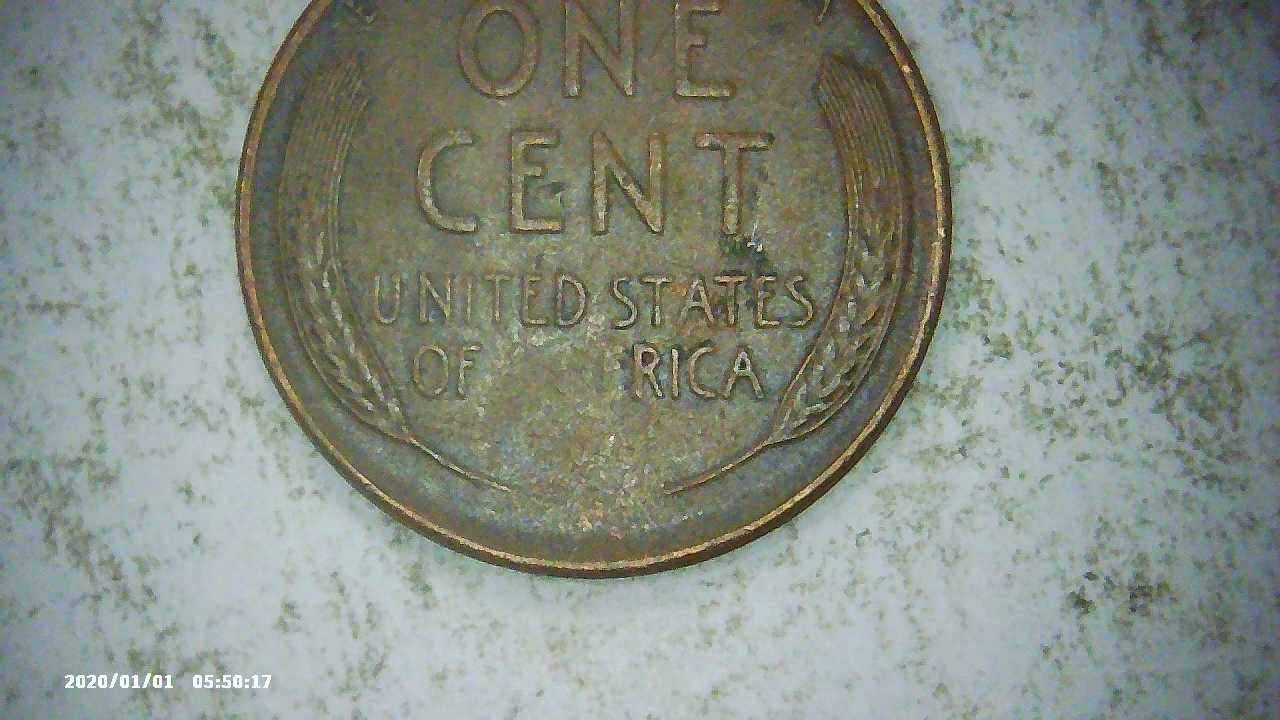 ONE
CENT
UNITED STATES
OF RICA
2020/01/01 05:50:17